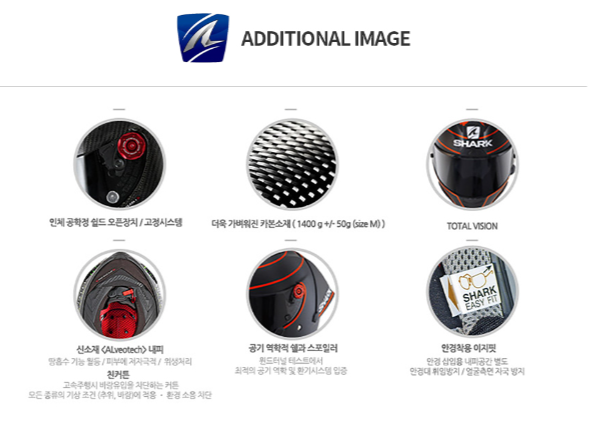 ADDITIONAL IMAGE
인체 공학정 쉴드 오픈장치 / 고정시스템
더욱 가벼워진 카본소재 ( 1400 g +/- 50g (size M) )
SHARK
TOTAL VISION
신소재 <ALveotech> 내피
땀흡수 기능 월등 / 피부에 저자극적 / 위생처리
친커튼
고속주행시 바람유입을 차단하는 커튼
모든 종류의 기상 조건 (추위, 바람)에 적용 · 환경 소음 차단
공기 역학적 쉘과 스포일러
윈드터널 테스트에서
최적의 공기 역학 및 환기시스템 입증
SHARK
EASY FIT
안경착용 이지핏
안경 삽입용 내피공간 별도
안경대 휘임방지 / 얼굴측면 자국 방지